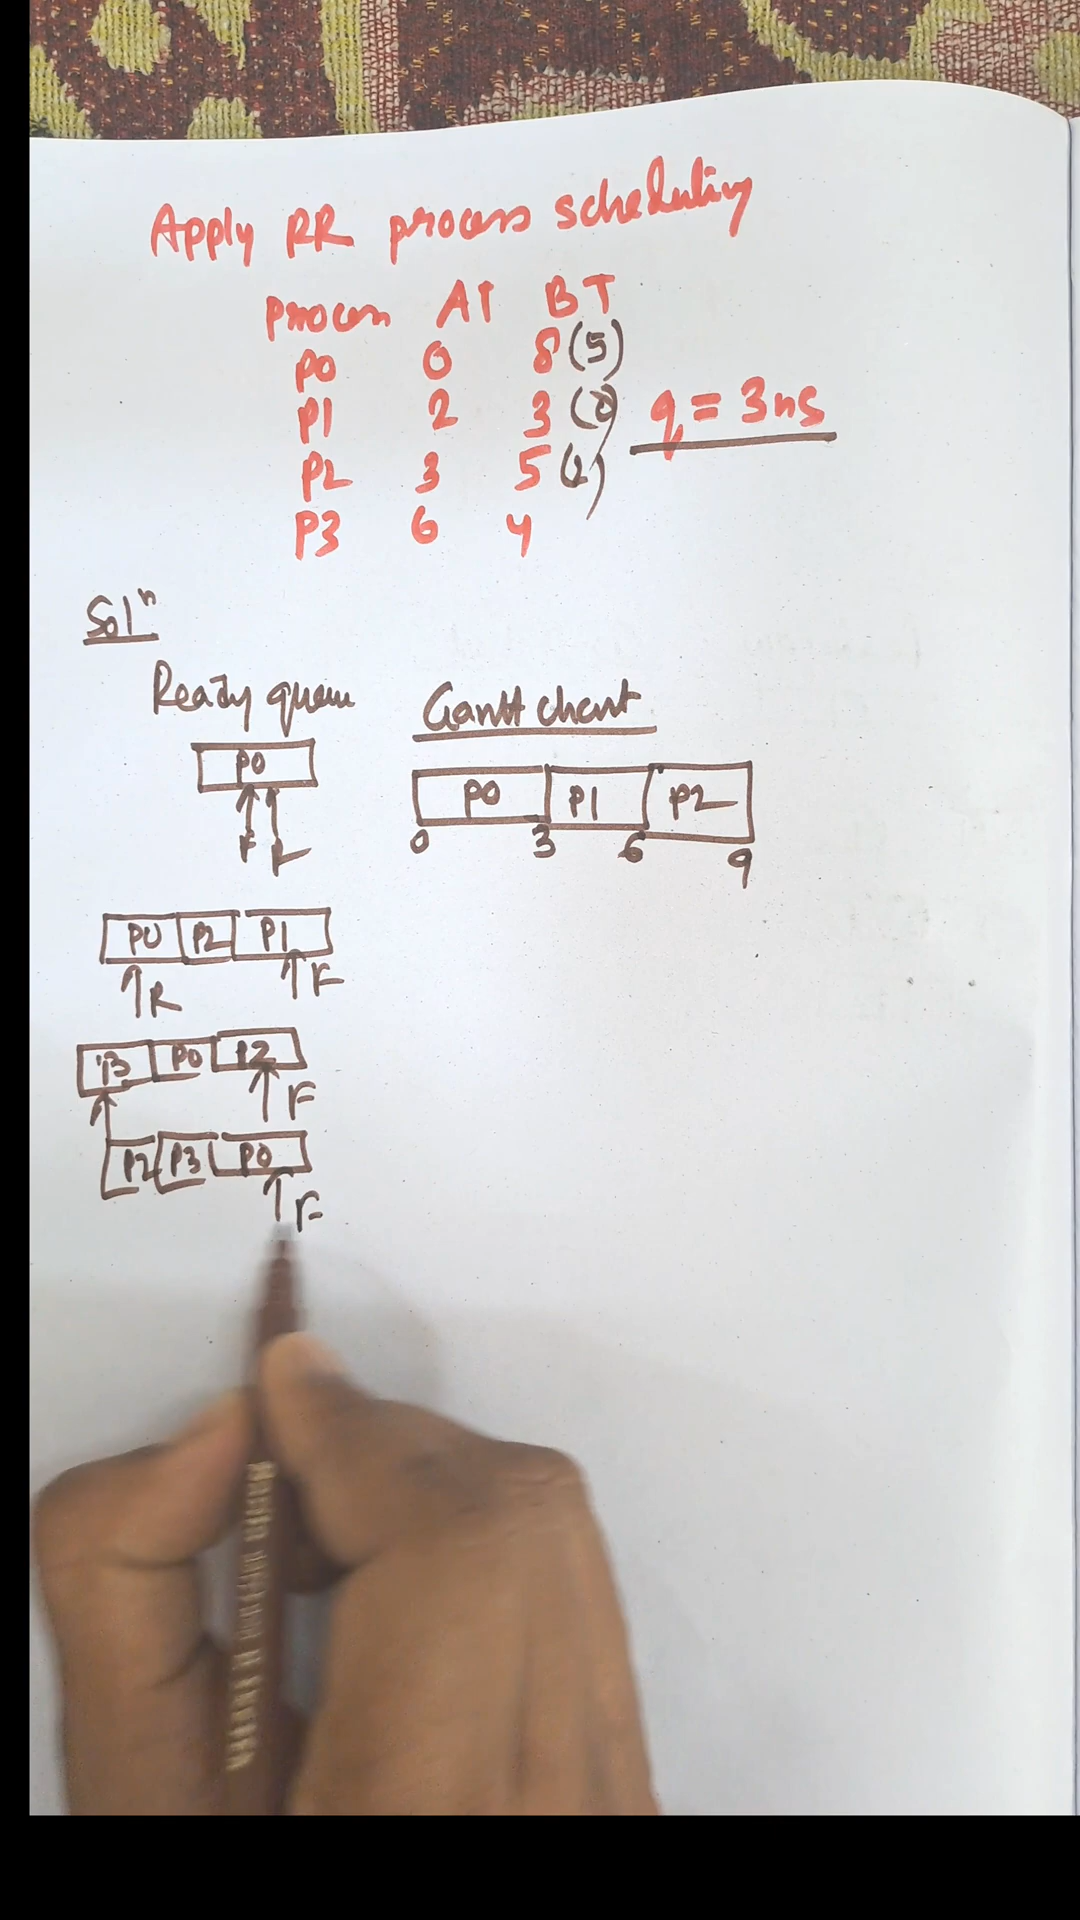 Apply RR process scheduling
Process AT BT
P0 0 8 (5)
P1 2 3 (0)
q = 3ns
P2 3 5 (2)
P3 6 4
Solⁿ
Ready queue
Gantt chart
P0
F R
P0 P1 P2
0 3 6 9
P0 P2 P1
R F
P3 P0 P2
F
P2 P3 P0
F